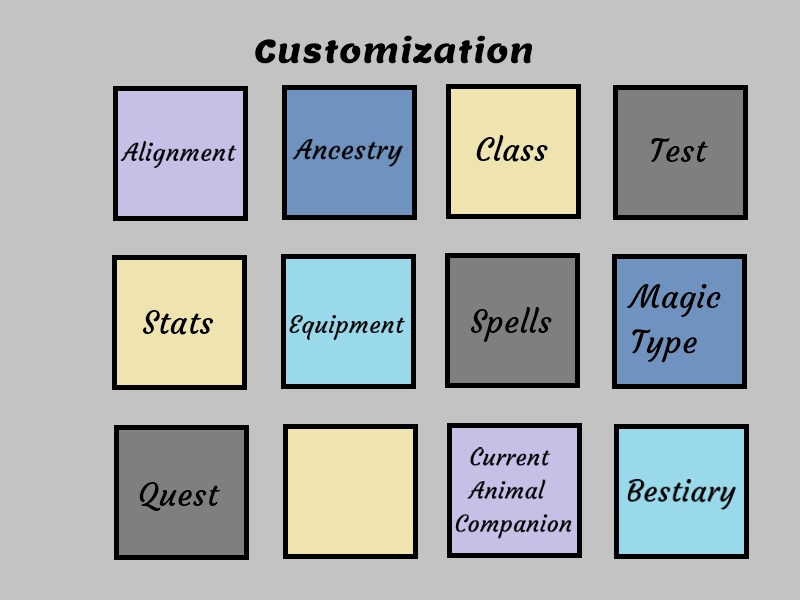 Customization
Alignment
Ancestry
Class
Test
Stats
Equipment
Spells
Magic
Type
Quest
Current
Animal
Companion
Bestiary